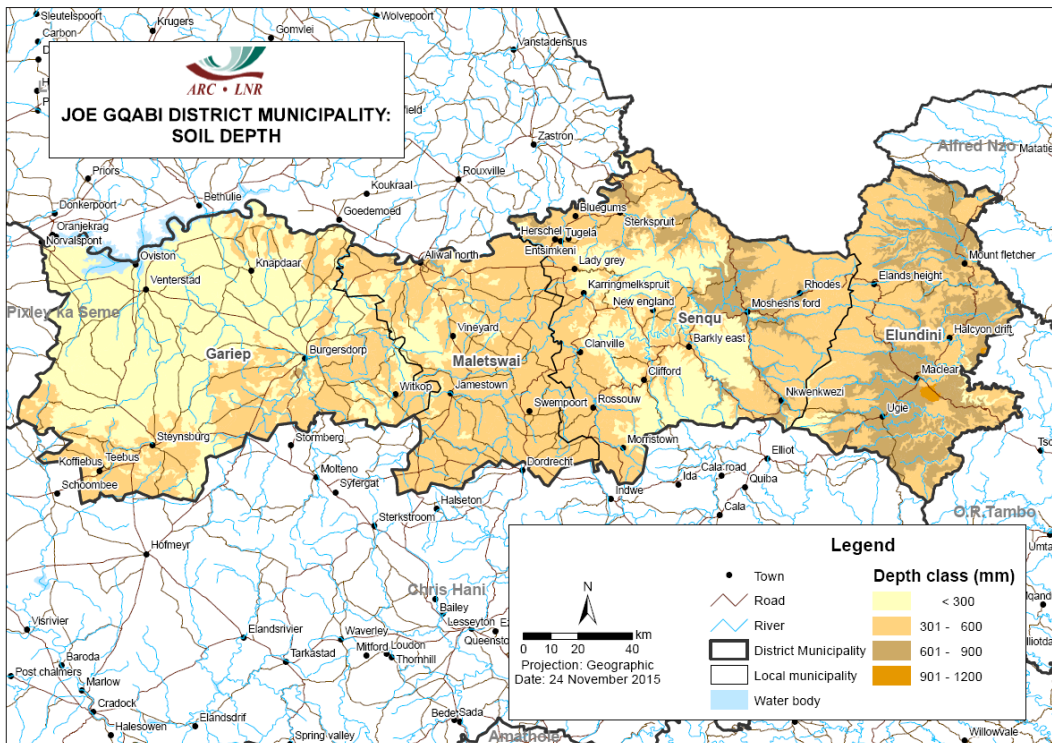 Sleutelspoort
Krugers
Wolvepoort
Carbon
Gomvlei
Vanstadensrus
ARC • LNR
JOE GQABI DISTRICT MUNICIPALITY:
SOIL DEPTH
Zastron
Alfred Nzo
Matatie
Priors
Rouxville
Koukraal
Bethulie
Donkerpoort
Goedemoed
Bluegums
Sterkspruit
Oranjekrag
Norvalspont
Herschel
Tugela
Entsimkeni
Oviston
Knapdaar
Aliwal north
Lady grey
Mount fletcher
Venterstad
Karringmelkspruit
Rhodes
Elands height
New england
Mosheshs ford
Pixley ka Seme
Senqu
Vineyard
Elundini
Halcyon drift
Gariep
Burgersdorp
Maletswai
Clanville
Barkly east
Maclear
Clifford
Witkop
Jamestown
Nkwenkwezi
Swempoort
Rossouw
Ugie
Steynsburg
Stormberg
Morristown
Koffiebus
Teebus
Dordrecht
Elliot
Molteno
Ida
Cala road
Schoombee
Syfergat
Indwe
Quiba
Halseton
Cala
O.R.Tambo
Sterkstroom
Hofmeyr
Chris Hani
Bailey
Lesseyton
Visrivier
Elandsrivier
Waverley
Mitford
Loudon
Thornhill
Baroda
Tarkastad
Post chalmers
Marlow
Cradock
Halesowen
Elandsdrif
Sada
Spring valley
Amathole
Willowvale
N
0 10 20 40 km
Projection: Geographic
Date: 24 November 2015
Legend
Town
Road
River
District Municipality
Local municipality
Water body
Depth class (mm)
< 300
301 - 600
601 - 900
901 - 1200